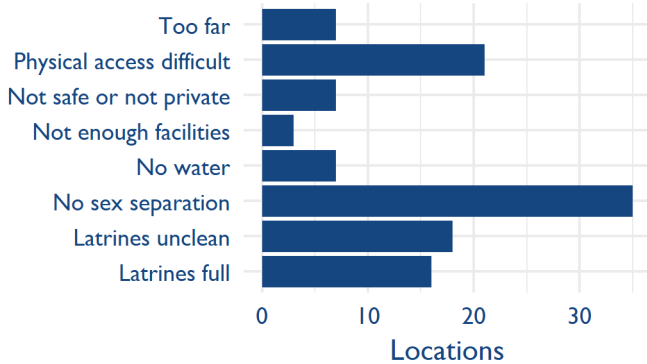 Too far
Physical access difficult
Not safe or not private
Not enough facilities
No water
No sex separation
Latrines unclean
Latrines full
0 10 20 30
Locations